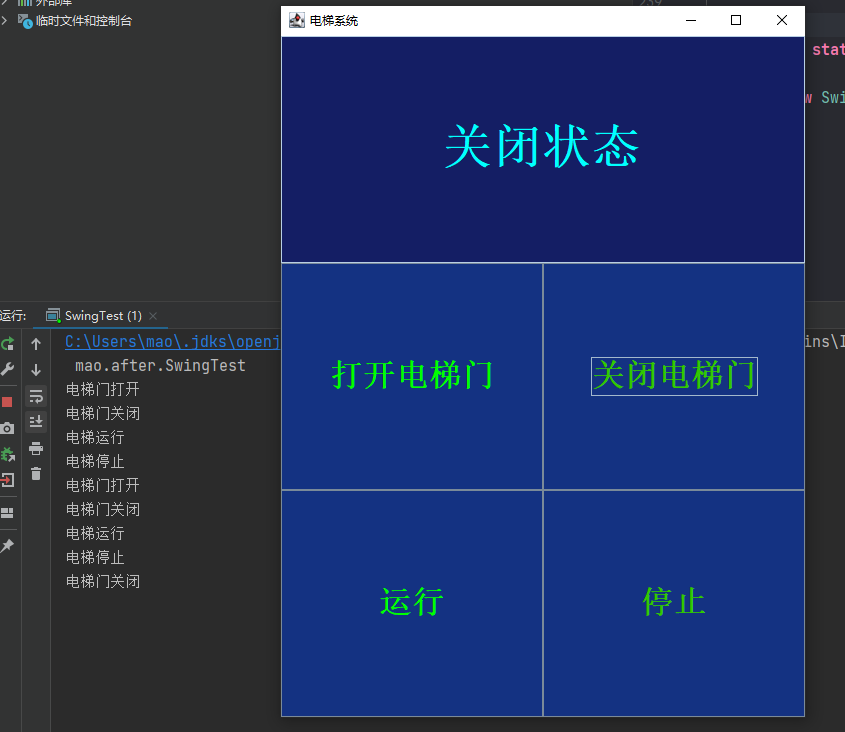 外部库
临时文件和控制台
239
电梯系统
stat
w Swi
关闭状态
打开电梯门
关闭电梯门
运行
停止
运行:
SwingTest (1)
C:\Users\mao\.jdks\openj
ins\I
mao.after.SwingTest
电梯门打开
电梯门关闭
电梯运行
电梯停止
电梯门打开
电梯门关闭
电梯运行
电梯停止
电梯门关闭